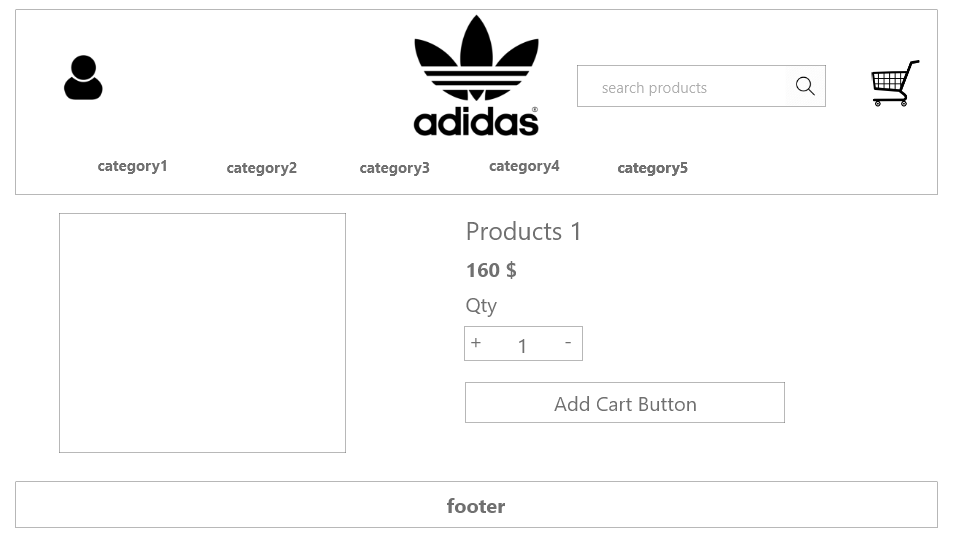 search products
adidas®
category1 category2 category3 category4 category5
Products 1
160 $
Qty
+ 1 -
Add Cart Button
footer